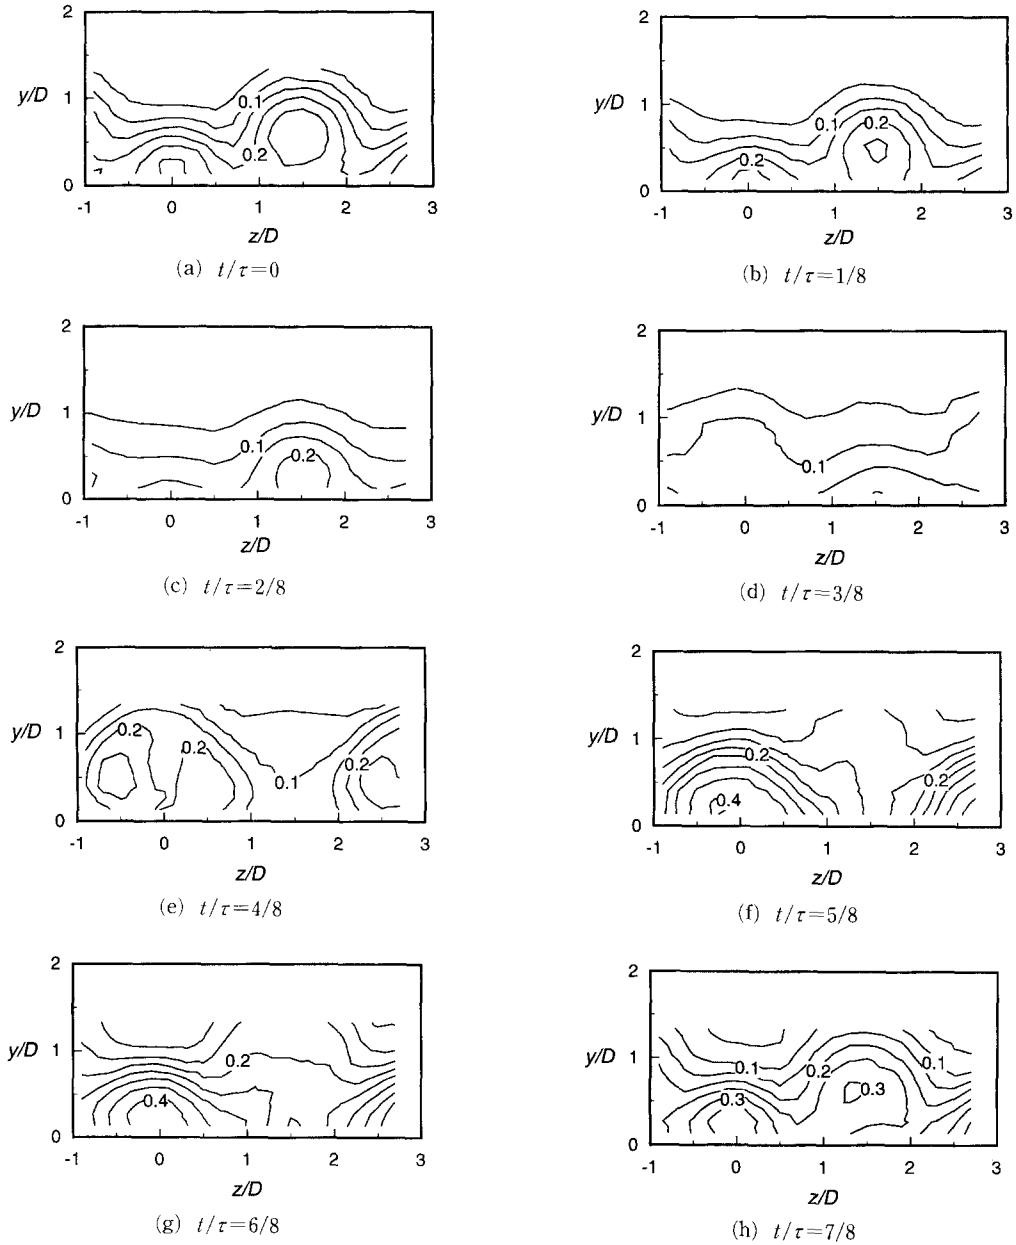 2
y/D
1
0.1
0.2
0
-1 0 1 2 3
z/D
(a) t/τ=0
2
y/D
1
0.1
0.2
0.2
0
-1 0 1 2 3
z/D
(b) t/τ=1/8
2
y/D
1
0.1
0.2
0
-1 0 1 2 3
z/D
(c) t/τ=2/8
2
y/D
1
0.1
0
-1 0 1 2 3
z/D
(d) t/τ=3/8
2
y/D
1
0.2
0.2
0.2
0.1
0
-1 0 1 2 3
z/D
(e) t/τ=4/8
2
y/D
1
0.2
0.2
0.4
0
-1 0 1 2 3
z/D
(f) t/τ=5/8
2
y/D
1
0.2
0.4
0
-1 0 1 2 3
z/D
(g) t/τ=6/8
2
y/D
1
0.1
0.2
0.1
0.3
0.3
0
-1 0 1 2 3
z/D
(h) t/τ=7/8